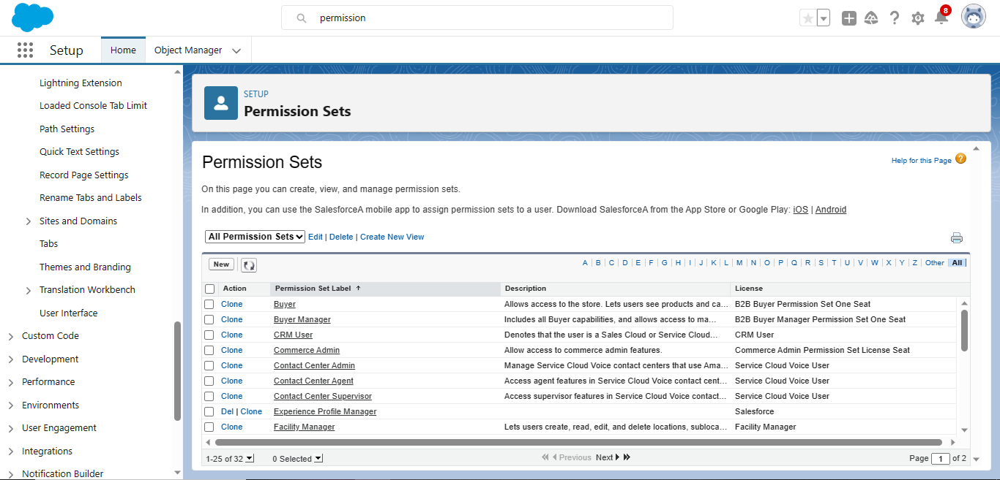 permission
8
Setup
Home
Object Manager
Lightning Extension
Loaded Console Tab Limit
Path Settings
Quick Text Settings
Record Page Settings
Rename Tabs and Labels
Sites and Domains
Tabs
Themes and Branding
Translation Workbench
User Interface
Custom Code
Development
Performance
Environments
User Engagement
Integrations
Notification Builder
SETUP
Permission Sets
Permission Sets
Help for this Page ?
On this page you can create, view, and manage permission sets.
In addition, you can use the SalesforceA mobile app to assign permission sets to a user. Download SalesforceA from the App Store or Google Play: iOS | Android
All Permission Sets Edit | Delete | Create New View
New A | B | C | D | E | F | G | H | I | J | K | L | M | N | O | P | Q | R | S | T | U | V | W | X | Y | Z | Other All |
Action Permission Set Label ↑ Description License
Clone Buyer Allows access to the store. Lets users see products and ca... B2B Buyer Permission Set One Seat
Clone Buyer Manager Includes all Buyer capabilities, and allows access to ma... B2B Buyer Manager Permission Set One Seat
Clone CRM User Denotes that the user is a Sales Cloud or Service Cloud... CRM User
Clone Commerce Admin Allow access to commerce admin features. Commerce Admin Permission Set License Seat
Clone Contact Center Admin Manage Service Cloud Voice contact centers that use Ama... Service Cloud Voice User
Clone Contact Center Agent Access agent features in Service Cloud Voice contact cent... Service Cloud Voice User
Clone Contact Center Supervisor Access supervisor features in Service Cloud Voice contact... Service Cloud Voice User
Del | Clone Experience Profile Manager Salesforce
Clone Facility Manager Lets users create, read, edit, and delete locations, subloca... Facility Manager
1-25 of 32 0 Selected Previous Next Page 1 of 2